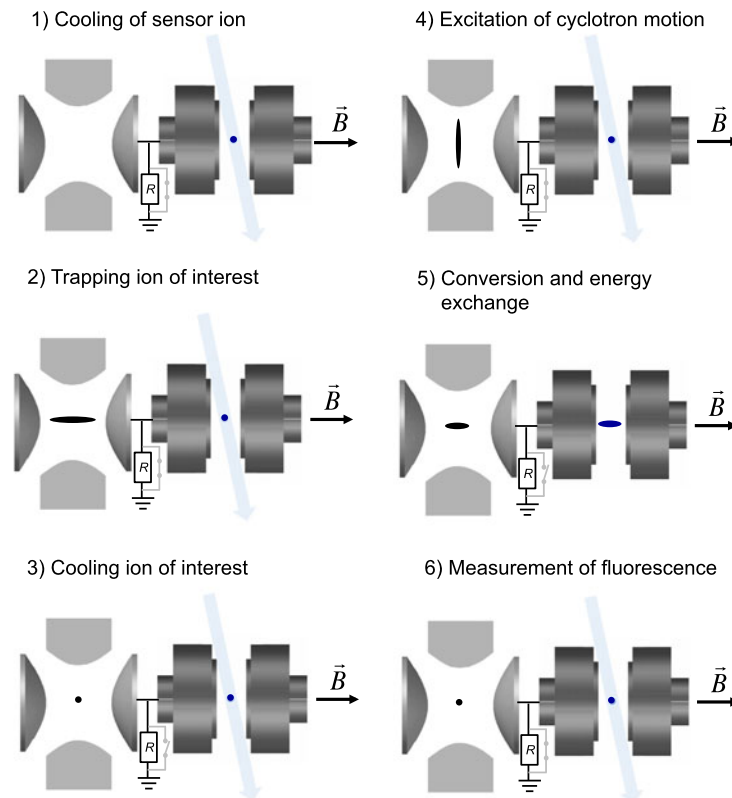 1) Cooling of sensor ion
R
B
2) Trapping ion of interest
R
B
3) Cooling ion of interest
R
B
4) Excitation of cyclotron motion
R
B
5) Conversion and energy
exchange
R
B
6) Measurement of fluorescence
R
B